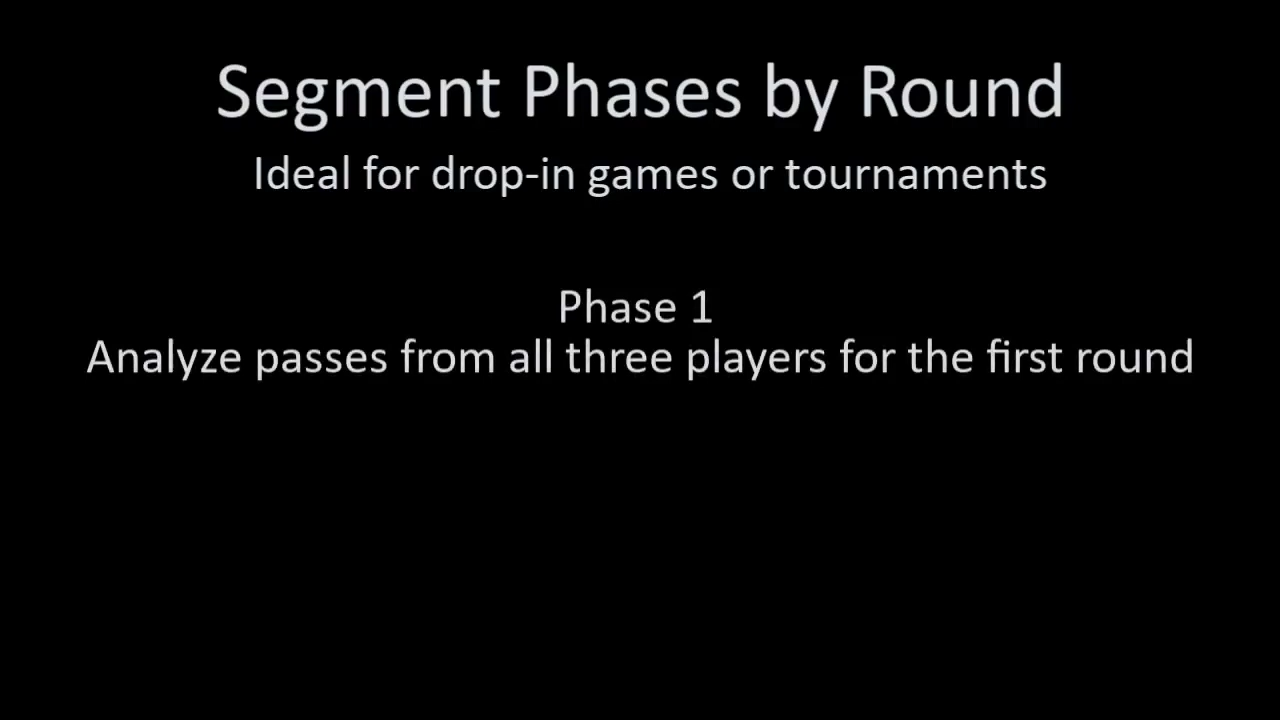 Segment Phases by Round
Ideal for drop-in games or tournaments
Phase 1
Analyze passes from all three players for the first round